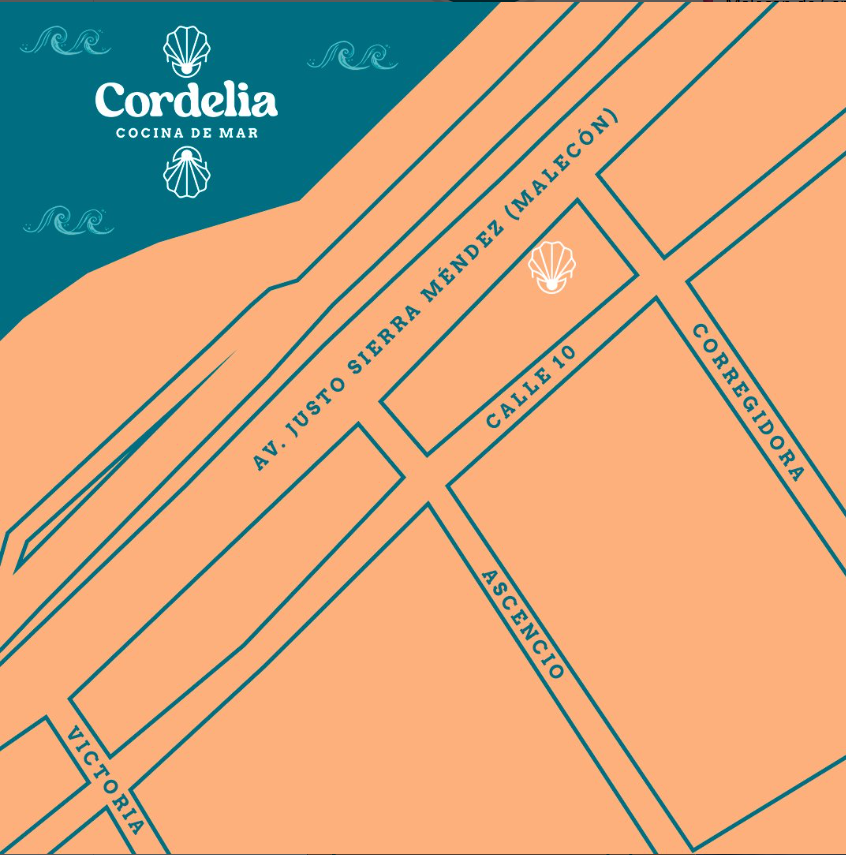 Cordelia
COCINA DE MAR
AV. JUSTO SIERRA MÉNDEZ (MALECÓN)
CALLE 10
CORREGIDORA
ASCENCIO
VICTORIA